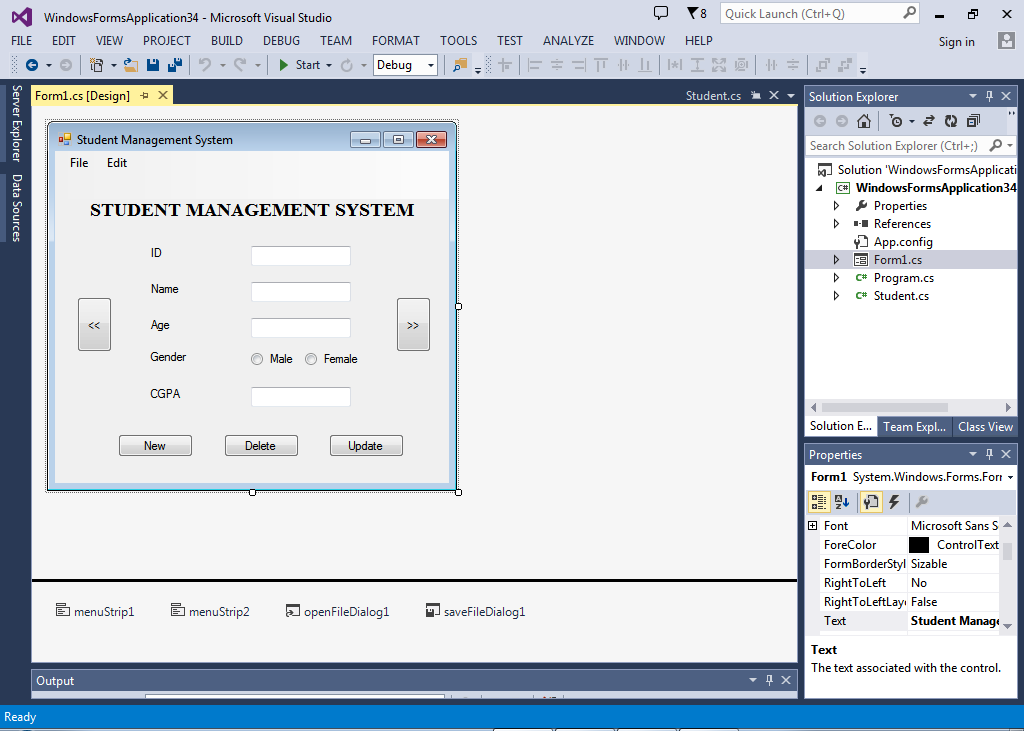 WindowsFormsApplication34 - Microsoft Visual Studio
8
Quick Launch (Ctrl+Q)
FILE EDIT VIEW PROJECT BUILD DEBUG TEAM FORMAT TOOLS TEST ANALYZE WINDOW HELP
Sign in
Start Debug
Server Explorer
Data Sources
Form1.cs [Design]
Student.cs
Student Management System
File Edit
STUDENT MANAGEMENT SYSTEM
ID
Name
Age
Gender Male Female
CGPA
<< >>
New Delete Update
menuStrip1 menuStrip2 openFileDialog1 saveFileDialog1
Output
Solution Explorer
Search Solution Explorer (Ctrl+;)
Solution 'WindowsFormsApplicati
C# WindowsFormsApplication34
Properties
References
App.config
Form1.cs
C# Program.cs
C# Student.cs
Solution E... Team Expl... Class View
Properties
Form1 System.Windows.Forms.Forr
Font Microsoft Sans S
ForeColor ControlText
FormBorderStyl Sizable
RightToLeft No
RightToLeftLay False
Text Student Manage
Text
The text associated with the control.
Ready